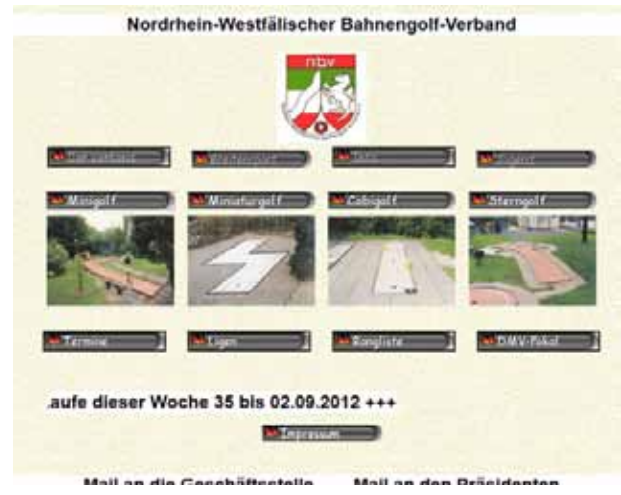 Nordrhein-Westfälischer Bahnengolf-Verband
nbv
Minigolf Miniaturgolf Cobigolf Sterngolf
Termine Ligen Rangliste DMV-Pokal
.aufe dieser Woche 35 bis 02.09.2012 +++
Impressum
Mail an die Geschäftsstelle Mail an den Präsidenten